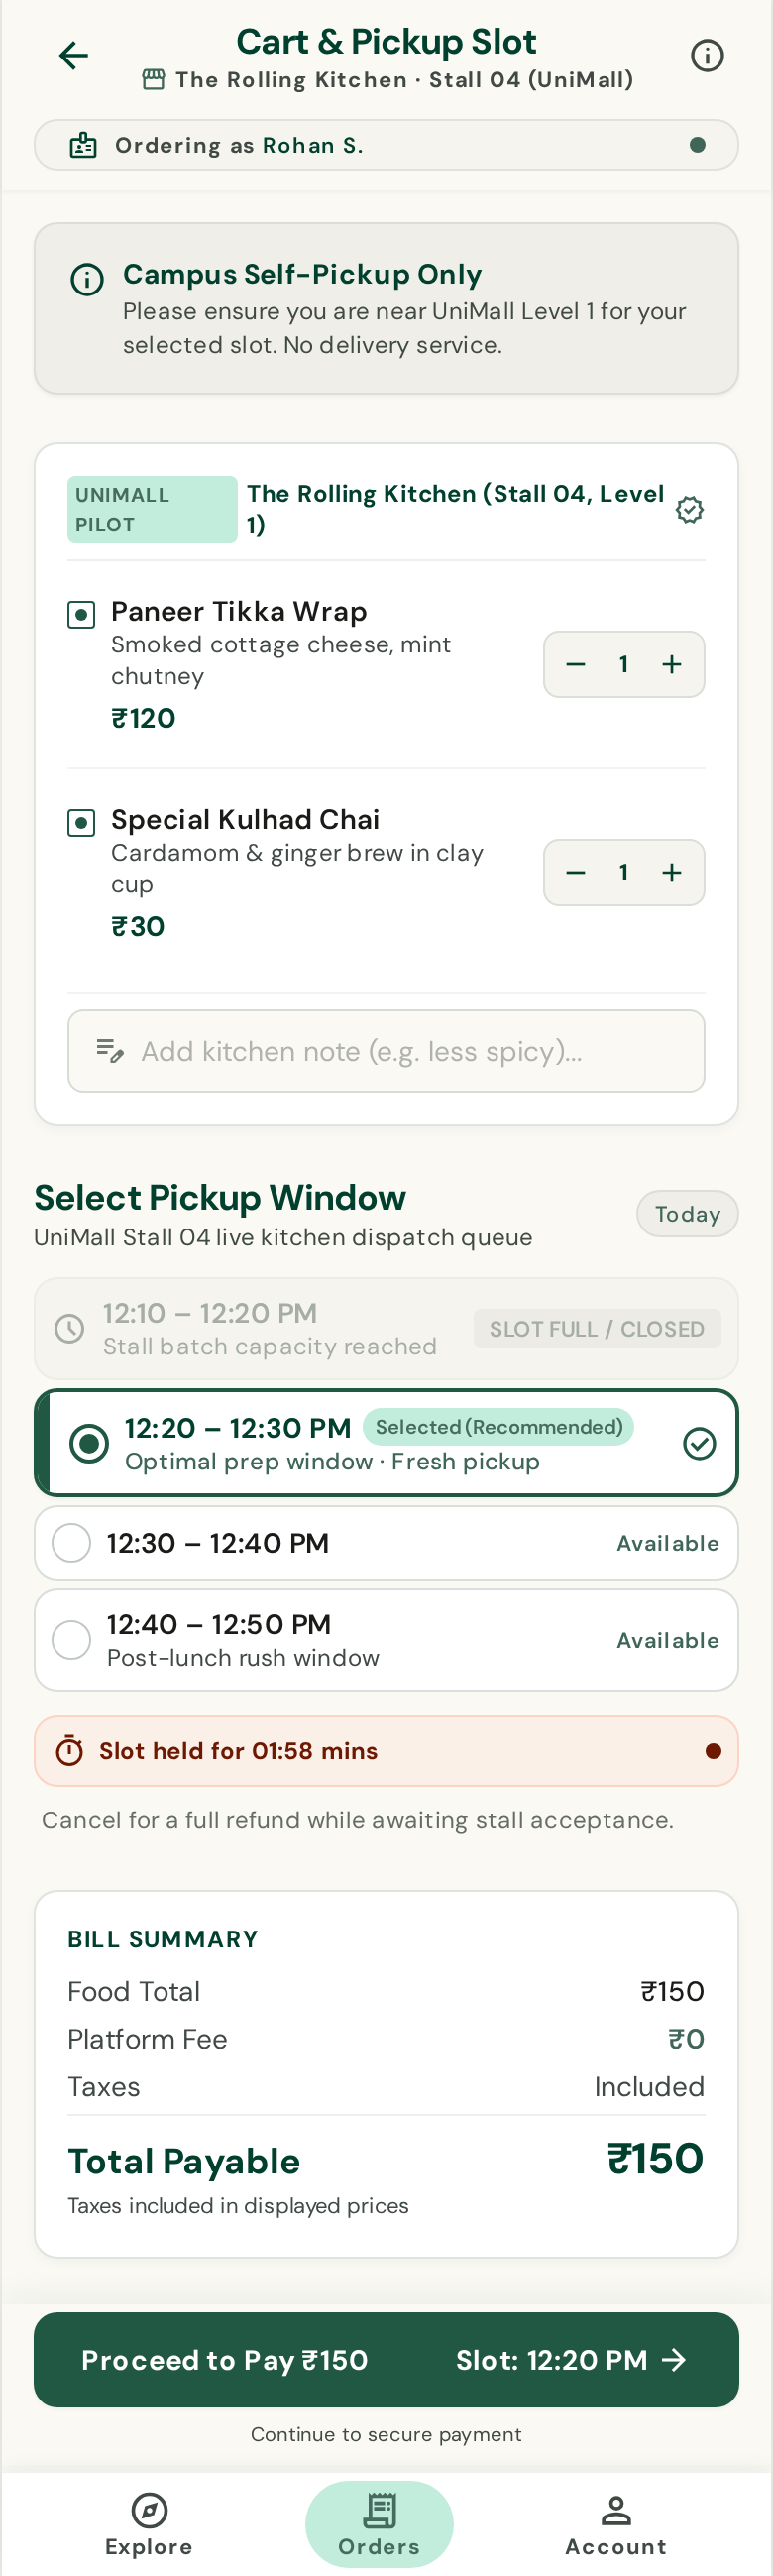 Cart & Pickup Slot
The Rolling Kitchen · Stall 04 (UniMall)
Ordering as Rohan S.
Campus Self-Pickup Only
Please ensure you are near UniMall Level 1 for your
selected slot. No delivery service.
UNIMALL
PILOT
The Rolling Kitchen (Stall 04, Level
1)
Paneer Tikka Wrap
Smoked cottage cheese, mint
chutney
₹120
− 1 +
Special Kulhad Chai
Cardamom & ginger brew in clay
cup
₹30
− 1 +
Add kitchen note (e.g. less spicy)...
Select Pickup Window
UniMall Stall 04 live kitchen dispatch queue
Today
12:10 – 12:20 PM
Stall batch capacity reached
SLOT FULL / CLOSED
12:20 – 12:30 PM Selected (Recommended)
Optimal prep window · Fresh pickup
12:30 – 12:40 PM Available
12:40 – 12:50 PM
Post-lunch rush window
Available
Slot held for 01:58 mins
Cancel for a full refund while awaiting stall acceptance.
BILL SUMMARY
Food Total ₹150
Platform Fee ₹0
Taxes Included
Total Payable ₹150
Taxes included in displayed prices
Proceed to Pay ₹150 Slot: 12:20 PM →
Continue to secure payment
Explore Orders Account